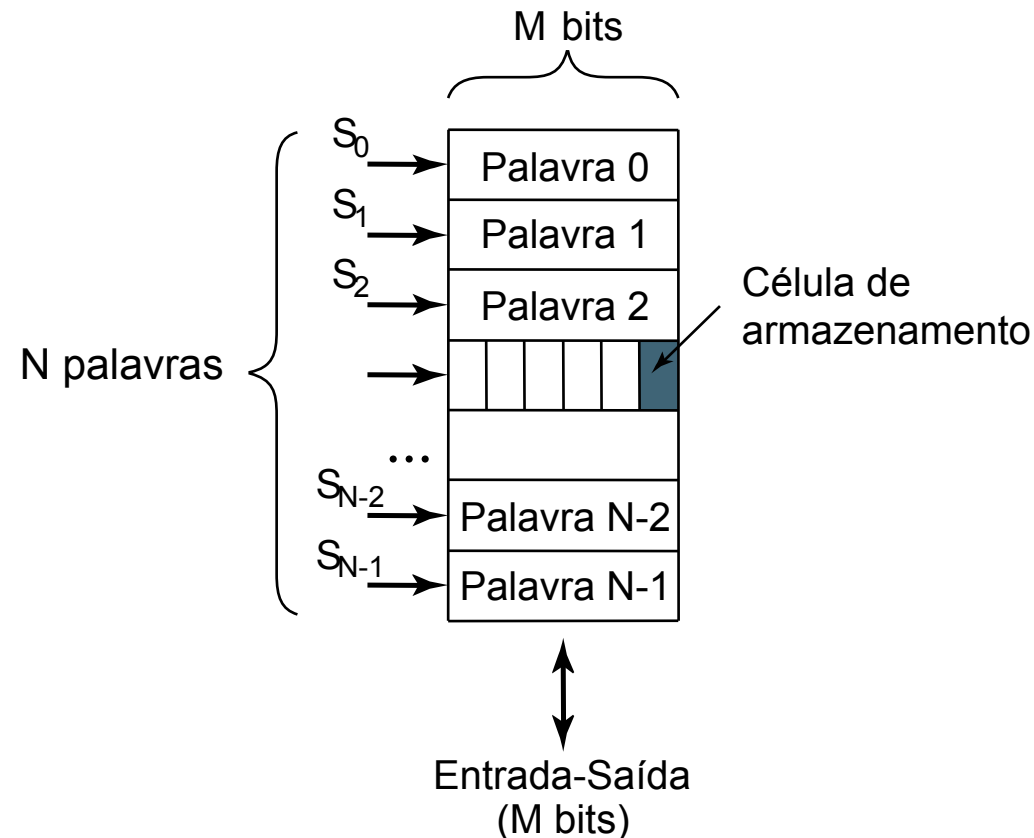 M bits
S0
Palavra 0
S1
Palavra 1
S2
Palavra 2
Célula de
armazenamento
N palavras
...
SN-2
Palavra N-2
SN-1
Palavra N-1
Entrada-Saída
(M bits)